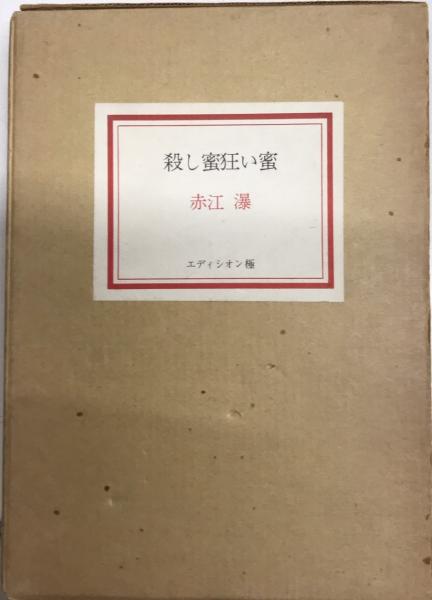 殺し蜜狂い蜜
赤江 瀑
エディシオン極